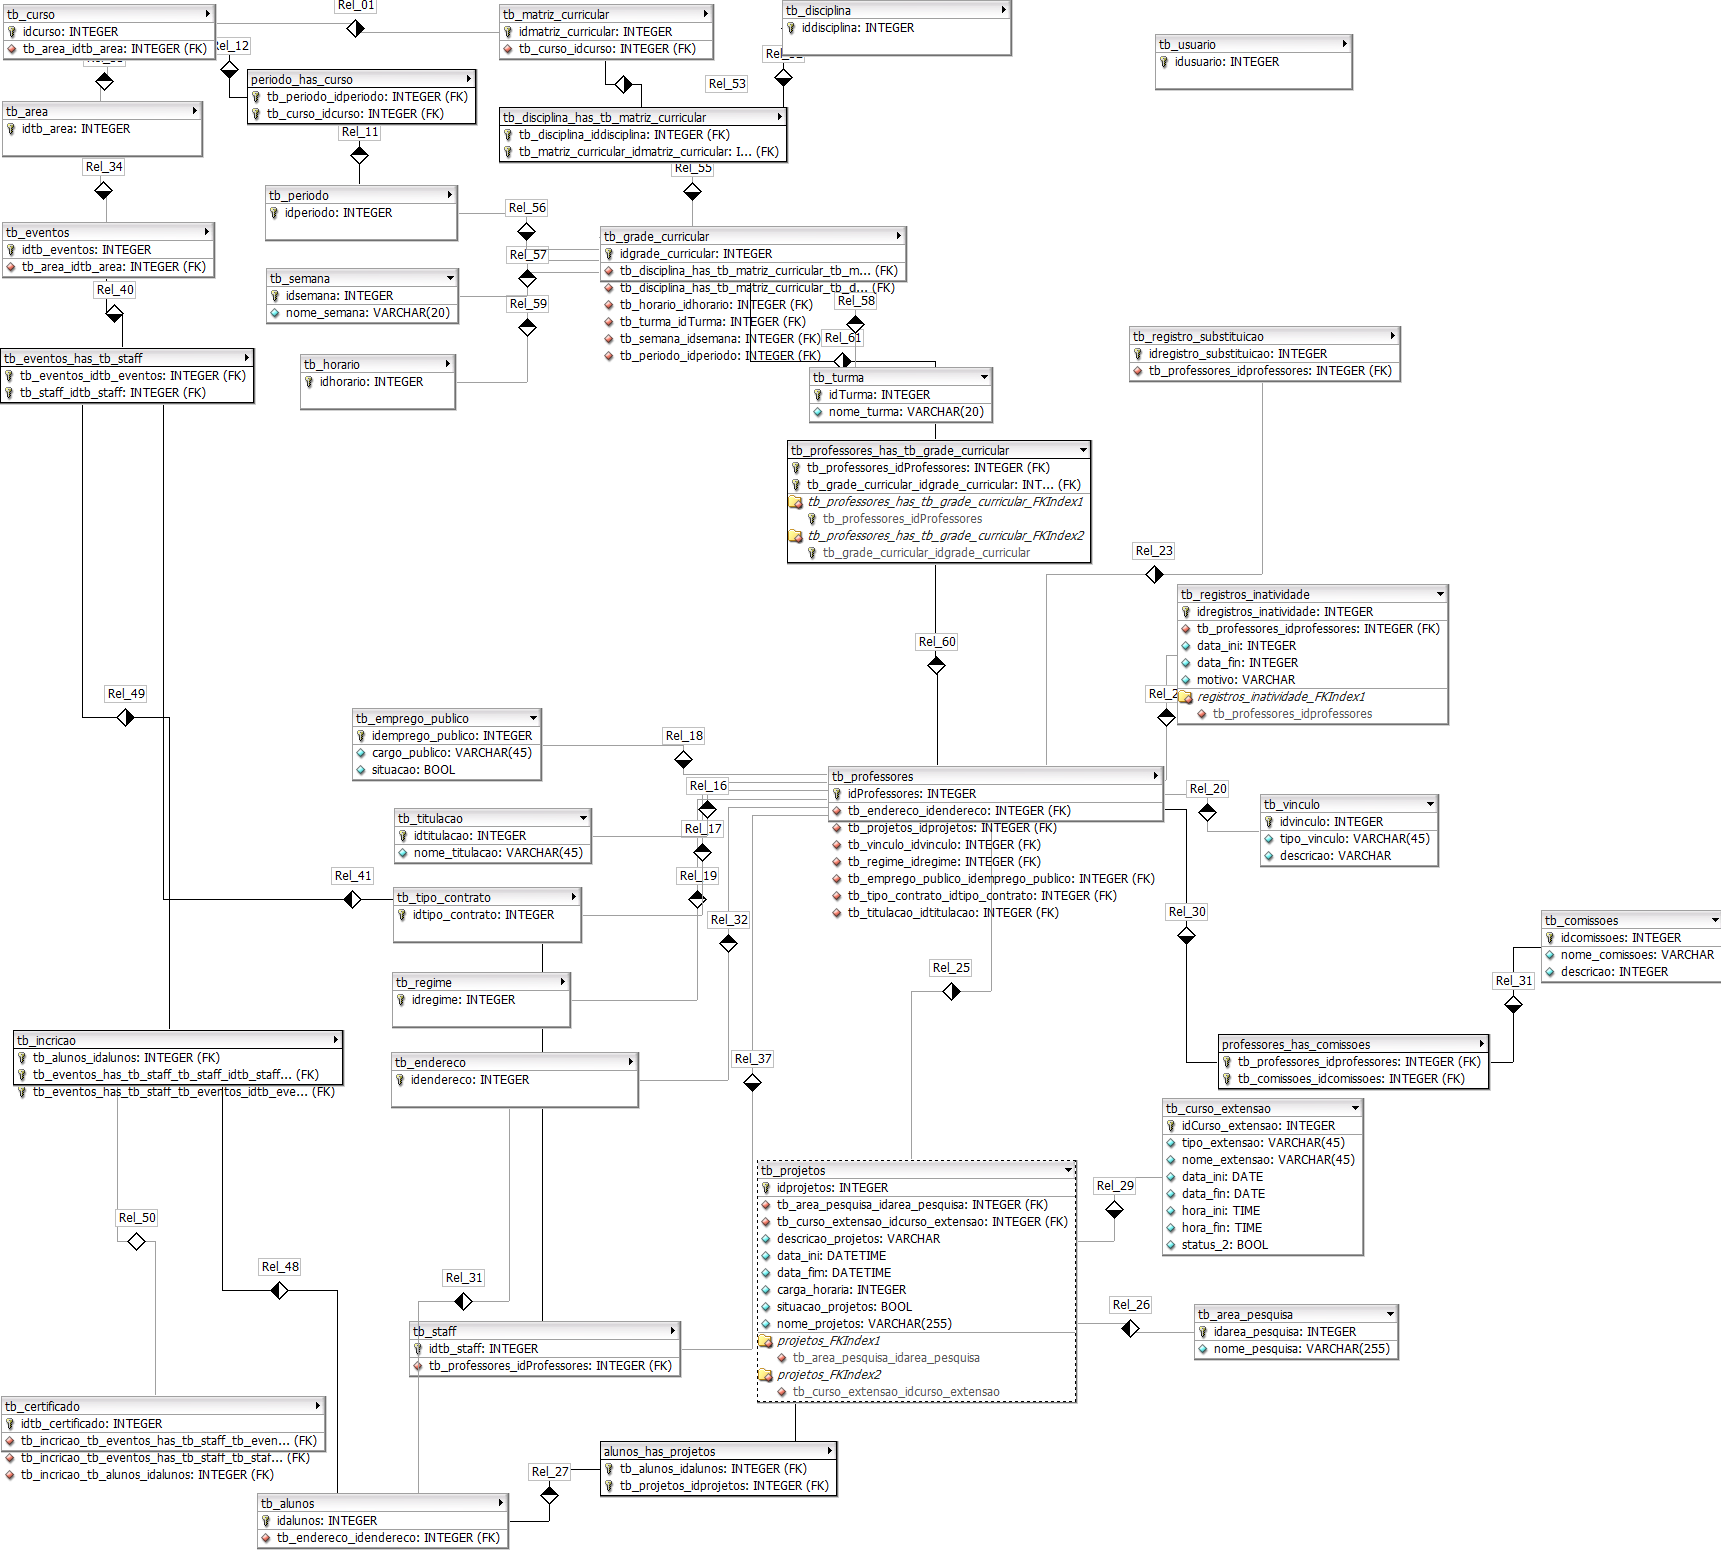 tb_curso
idcurso: INTEGER
tb_area_idtb_area: INTEGER (FK)
Rel_01
tb_matriz_curricular
idmatriz_curricular: INTEGER
tb_curso_idcurso: INTEGER (FK)
tb_disciplina
iddisciplina: INTEGER
tb_usuario
idusuario: INTEGER
Rel_12
periodo_has_curso
tb_periodo_idperiodo: INTEGER (FK)
tb_curso_idcurso: INTEGER (FK)
Rel_53
tb_disciplina_has_tb_matriz_curricular
tb_disciplina_iddisciplina: INTEGER (FK)
tb_matriz_curricular_idmatriz_curricular: I... (FK)
tb_area
idtb_area: INTEGER
Rel_11
Rel_34
Rel_55
tb_periodo
idperiodo: INTEGER
Rel_56
tb_eventos
idtb_eventos: INTEGER
tb_area_idtb_area: INTEGER (FK)
tb_grade_curricular
idgrade_curricular: INTEGER
tb_disciplina_has_tb_matriz_curricular_tb_m... (FK)
tb_disciplina_has_tb_matriz_curricular_tb_d... (FK)
tb_horario_idhorario: INTEGER (FK)
tb_turma_idTurma: INTEGER (FK)
tb_semana_idsemana: INTEGER (FK)
tb_periodo_idperiodo: INTEGER (FK)
Rel_57
tb_semana
idsemana: INTEGER
nome_semana: VARCHAR(20)
Rel_40
Rel_59
Rel_58
Rel_61
tb_horario
idhorario: INTEGER
tb_eventos_has_tb_staff
tb_eventos_idtb_eventos: INTEGER (FK)
tb_staff_idtb_staff: INTEGER (FK)
tb_turma
idTurma: INTEGER
nome_turma: VARCHAR(20)
tb_registro_substituicao
idregistro_substituicao: INTEGER
tb_professores_idprofessores: INTEGER (FK)
tb_professores_has_tb_grade_curricular
tb_professores_idProfessores: INTEGER (FK)
tb_grade_curricular_idgrade_curricular: INT... (FK)
tb_professores_has_tb_grade_curricular_FKIndex1
tb_professores_idProfessores
tb_professores_has_tb_grade_curricular_FKIndex2
tb_grade_curricular_idgrade_curricular
Rel_23
tb_registros_inatividade
idregistros_inatividade: INTEGER
tb_professores_idprofessores: INTEGER (FK)
data_ini: INTEGER
data_fin: INTEGER
motivo: VARCHAR
registros_inatividade_FKIndex1
tb_professores_idprofessores
Rel_60
Rel_49
tb_emprego_publico
idemprego_publico: INTEGER
cargo_publico: VARCHAR(45)
situacao: BOOL
Rel_18
Rel_16
tb_professores
idProfessores: INTEGER
tb_endereco_idendereco: INTEGER (FK)
tb_projetos_idprojetos: INTEGER (FK)
tb_vinculo_idvinculo: INTEGER (FK)
tb_regime_idregime: INTEGER (FK)
tb_emprego_publico_idemprego_publico: INTEGER (FK)
tb_tipo_contrato_idtipo_contrato: INTEGER (FK)
tb_titulacao_idtitulacao: INTEGER (FK)
Rel_20
tb_vinculo
idvinculo: INTEGER
tipo_vinculo: VARCHAR(45)
descricao: VARCHAR
tb_titulacao
idtitulacao: INTEGER
nome_titulacao: VARCHAR(45)
Rel_17
Rel_41
Rel_19
tb_tipo_contrato
idtipo_contrato: INTEGER
Rel_32
Rel_30
tb_comissoes
idcomissoes: INTEGER
nome_comissoes: VARCHAR
descricao: INTEGER
Rel_25
tb_regime
idregime: INTEGER
Rel_31
tb_incricao
tb_alunos_idalunos: INTEGER (FK)
tb_eventos_has_tb_staff_tb_staff_idtb_staff... (FK)
tb_eventos_has_tb_staff_tb_eventos_idtb_eve... (FK)
professores_has_comissoes
tb_professores_idprofessores: INTEGER (FK)
tb_comissoes_idcomissoes: INTEGER (FK)
tb_endereco
idendereco: INTEGER
Rel_37
tb_curso_extensao
idCurso_extensao: INTEGER
tipo_extensao: VARCHAR(45)
nome_extensao: VARCHAR(45)
data_ini: DATE
data_fin: DATE
hora_ini: TIME
hora_fin: TIME
status_2: BOOL
tb_projetos
idprojetos: INTEGER
tb_area_pesquisa_idarea_pesquisa: INTEGER (FK)
tb_curso_extensao_idcurso_extensao: INTEGER (FK)
descricao_projetos: VARCHAR
data_ini: DATETIME
data_fim: DATETIME
carga_horaria: INTEGER
situacao_projetos: BOOL
nome_projetos: VARCHAR(255)
projetos_FKIndex1
tb_area_pesquisa_idarea_pesquisa
projetos_FKIndex2
tb_curso_extensao_idcurso_extensao
Rel_29
Rel_50
Rel_48
Rel_31
Rel_26
tb_area_pesquisa
idarea_pesquisa: INTEGER
nome_pesquisa: VARCHAR(255)
tb_staff
idtb_staff: INTEGER
tb_professores_idProfessores: INTEGER (FK)
tb_certificado
idtb_certificado: INTEGER
tb_incricao_tb_eventos_has_tb_staff_tb_even... (FK)
tb_incricao_tb_eventos_has_tb_staff_tb_staf... (FK)
tb_incricao_tb_alunos_idalunos: INTEGER (FK)
alunos_has_projetos
tb_alunos_idalunos: INTEGER (FK)
tb_projetos_idprojetos: INTEGER (FK)
Rel_27
tb_alunos
idalunos: INTEGER
tb_endereco_idendereco: INTEGER (FK)